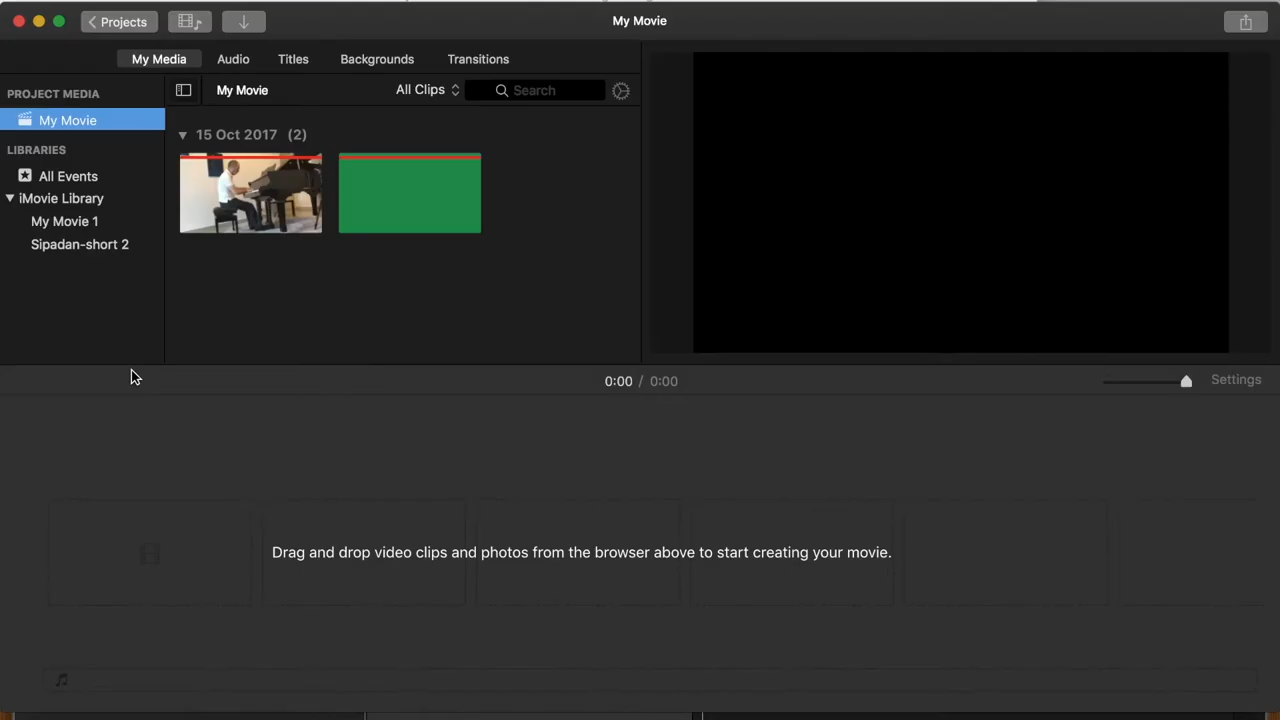 Projects
My Movie
My Media
Audio
Titles
Backgrounds
Transitions
PROJECT MEDIA
My Movie
LIBRARIES
All Events
iMovie Library
My Movie 1
Sipadan-short 2
My Movie
All Clips
Search
15 Oct 2017 (2)
0:00 / 0:00
Settings
Drag and drop video clips and photos from the browser above to start creating your movie.